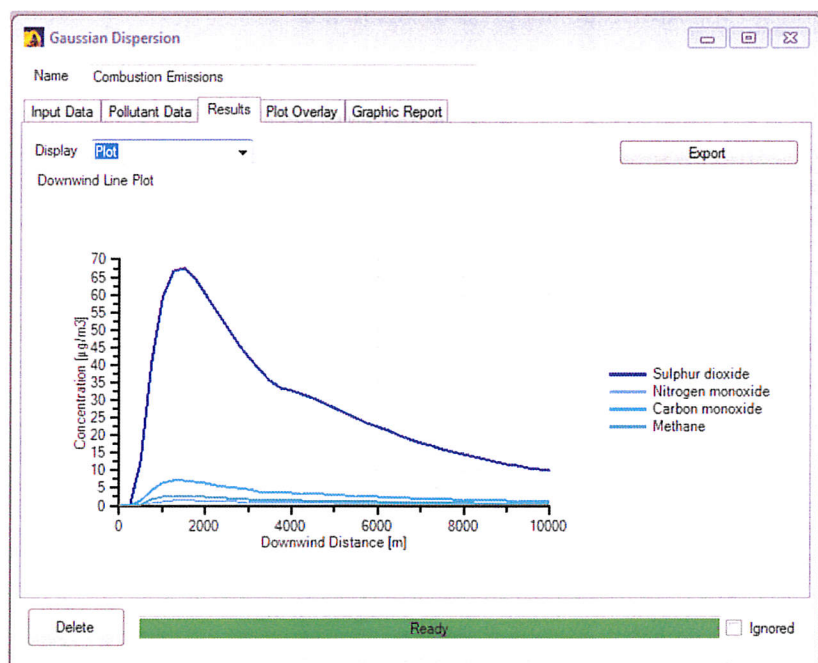 Gaussian Dispersion
Name Combustion Emissions
Input Data Pollutant Data Results Plot Overlay Graphic Report
Display Plot Export
Downwind Line Plot
70
65
60
55
50
45
40
35
30
25
20
15
10
5
0
Concentration [µg/m3]
0 2000 4000 6000 8000 10000
Downwind Distance [m]
Sulphur dioxide
Nitrogen monoxide
Carbon monoxide
Methane
Delete Ready Ignored